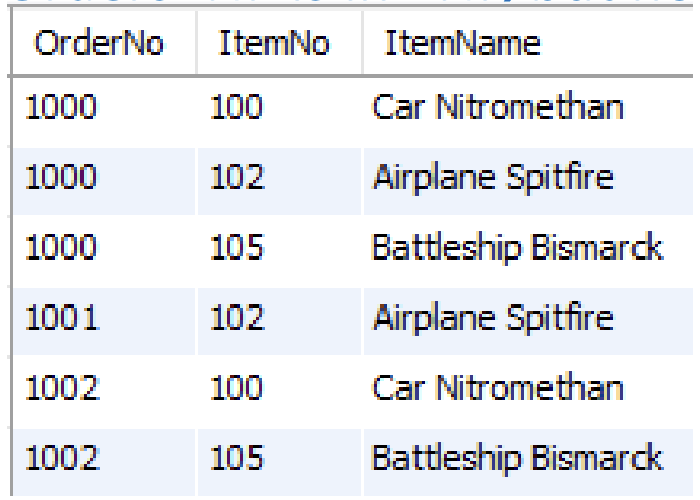 OrderNo ItemNo ItemName
1000 100 Car Nitromethan
1000 102 Airplane Spitfire
1000 105 Battleship Bismarck
1001 102 Airplane Spitfire
1002 100 Car Nitromethan
1002 105 Battleship Bismarck